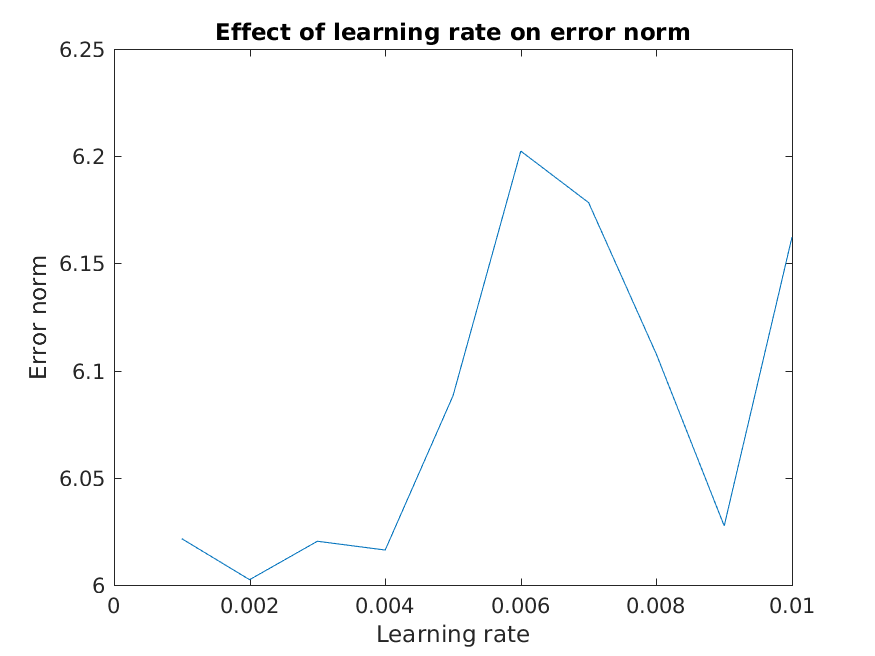 Effect of learning rate on error norm
6.25
6.2
6.15
6.1
6.05
6
Error norm
0 0.002 0.004 0.006 0.008 0.01
Learning rate